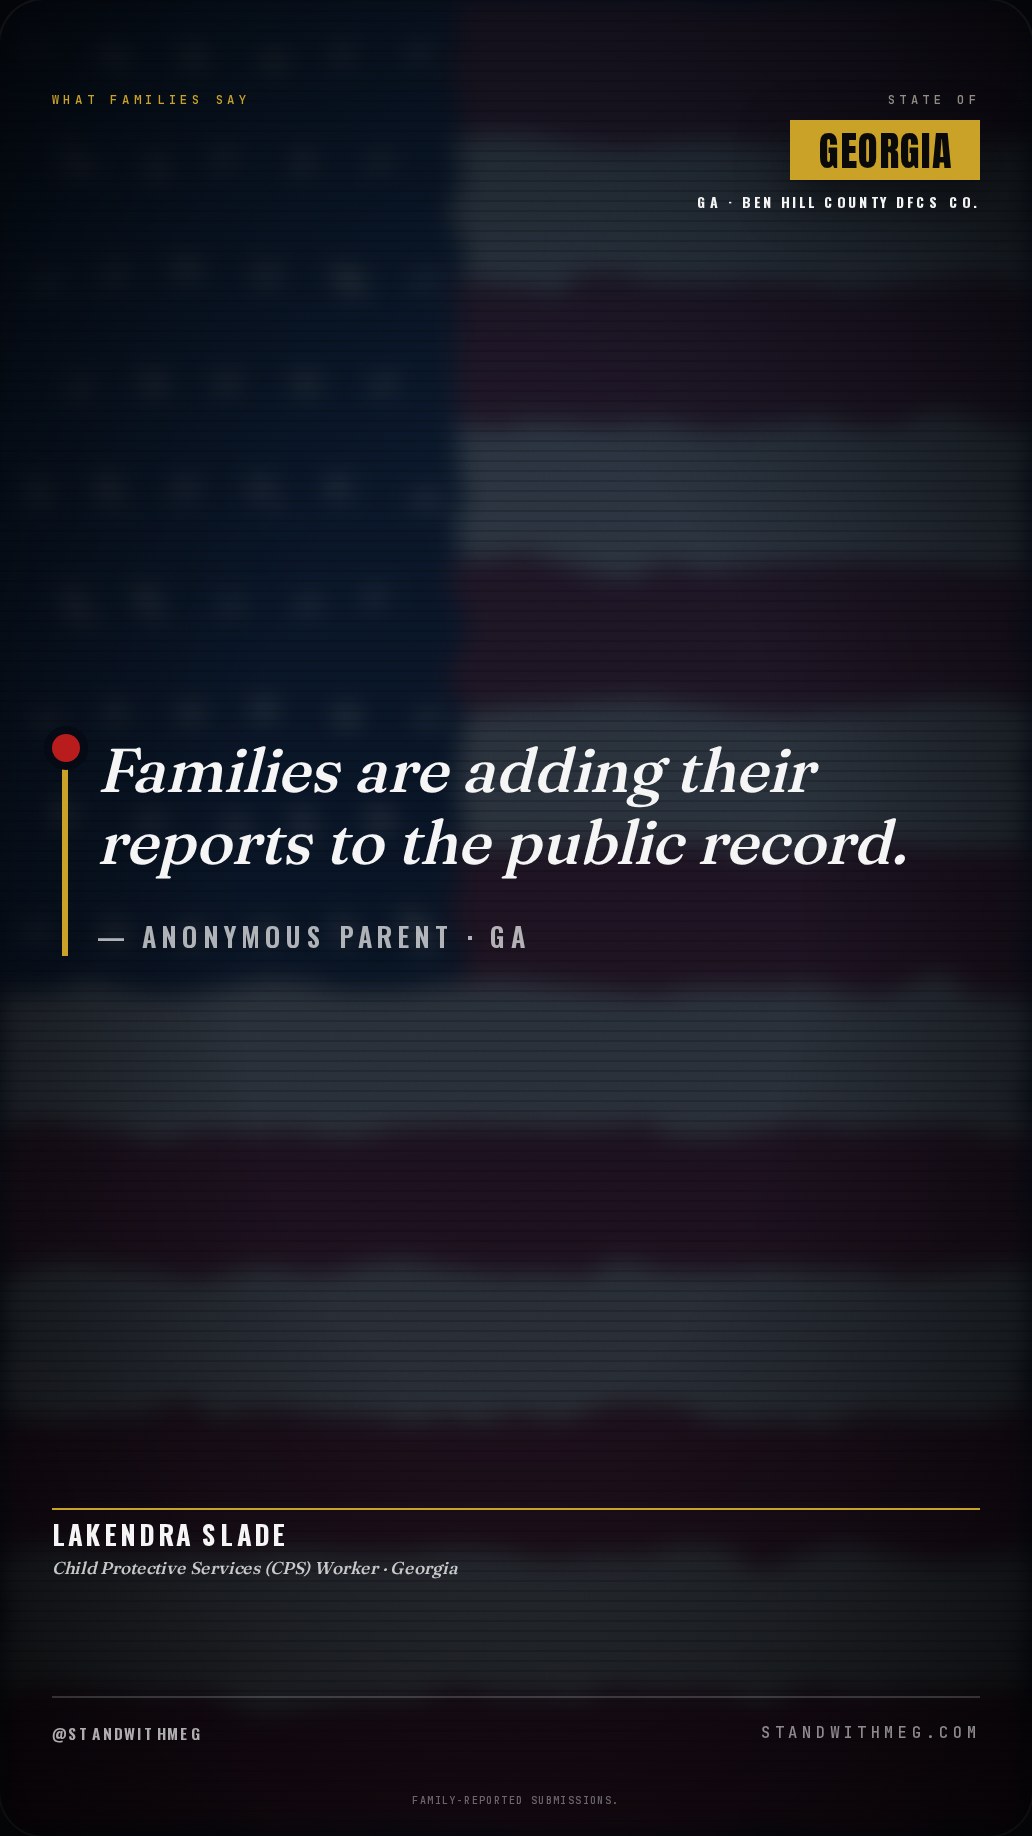 WHAT FAMILIES SAY
STATE OF
GEORGIA
GA · BEN HILL COUNTY DFCS CO.
Families are adding their
reports to the public record.
— ANONYMOUS PARENT · GA
LAKENDRA SLADE
Child Protective Services (CPS) Worker · Georgia
@STANDWITHMEG
STANDWITHMEG.COM
FAMILY-REPORTED SUBMISSIONS.